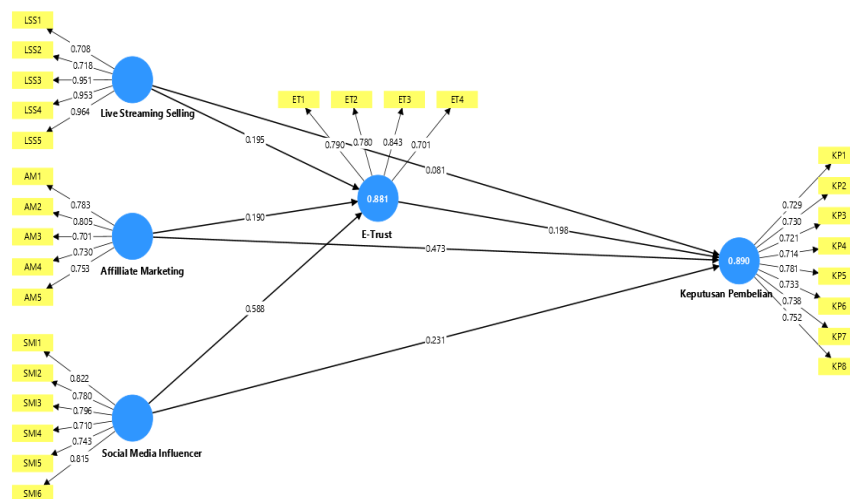 LSS1
LSS2
LSS3
LSS4
LSS5
0.708
0.718
0.951
0.953
0.964
Live Streaming Selling
AM1
AM2
AM3
AM4
AM5
0.783
0.805
0.701
0.730
0.753
Affilliate Marketing
SMI1
SMI2
SMI3
SMI4
SMI5
SMI6
0.822
0.780
0.796
0.710
0.743
0.815
Social Media Influencer
ET1
ET2
ET3
ET4
0.790
0.780
0.843
0.701
0.881
E-Trust
0.195
0.190
0.588
0.081
0.198
0.473
0.231
0.890
Keputusan Pembelian
0.729
0.730
0.721
0.714
0.781
0.733
0.738
0.752
KP1
KP2
KP3
KP4
KP5
KP6
KP7
KP8